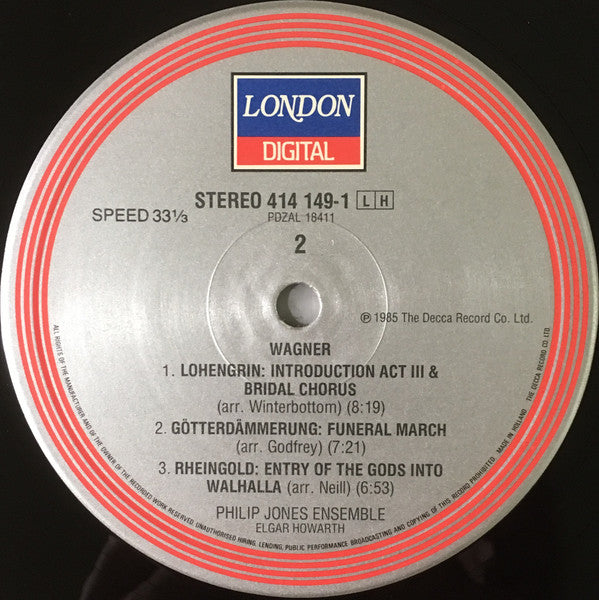 LONDON
DIGITAL
STEREO 414 149-1 L H
PDZAL 18411
SPEED 33⅓
2
℗ 1985 The Decca Record Co. Ltd.
WAGNER
1. LOHENGRIN: INTRODUCTION ACT III &
BRIDAL CHORUS
(arr. Winterbottom) (8:19)
2. GÖTTERDÄMMERUNG: FUNERAL MARCH
(arr. Godfrey) (7:21)
3. RHEINGOLD: ENTRY OF THE GODS INTO
WALHALLA (arr. Neill) (6:53)
PHILIP JONES ENSEMBLE
ELGAR HOWARTH
ALL RIGHTS OF THE MANUFACTURER AND OF THE OWNER OF THE RECORDED WORK RESERVED. UNAUTHORISED HIRING, LENDING, PUBLIC PERFORMANCE BROADCASTING AND COPYING OF THIS RECORD PROHIBITED. MADE IN HOLLAND THE DECCA RECORD CO LTD.